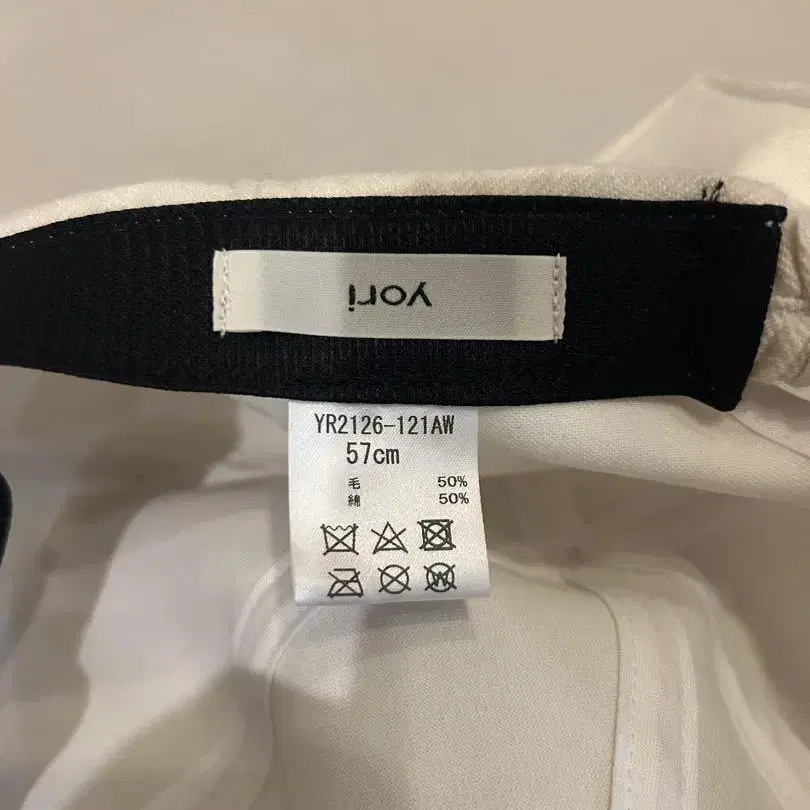 yori
YR2126-121AW
57cm
毛 50%
綿 50%
W